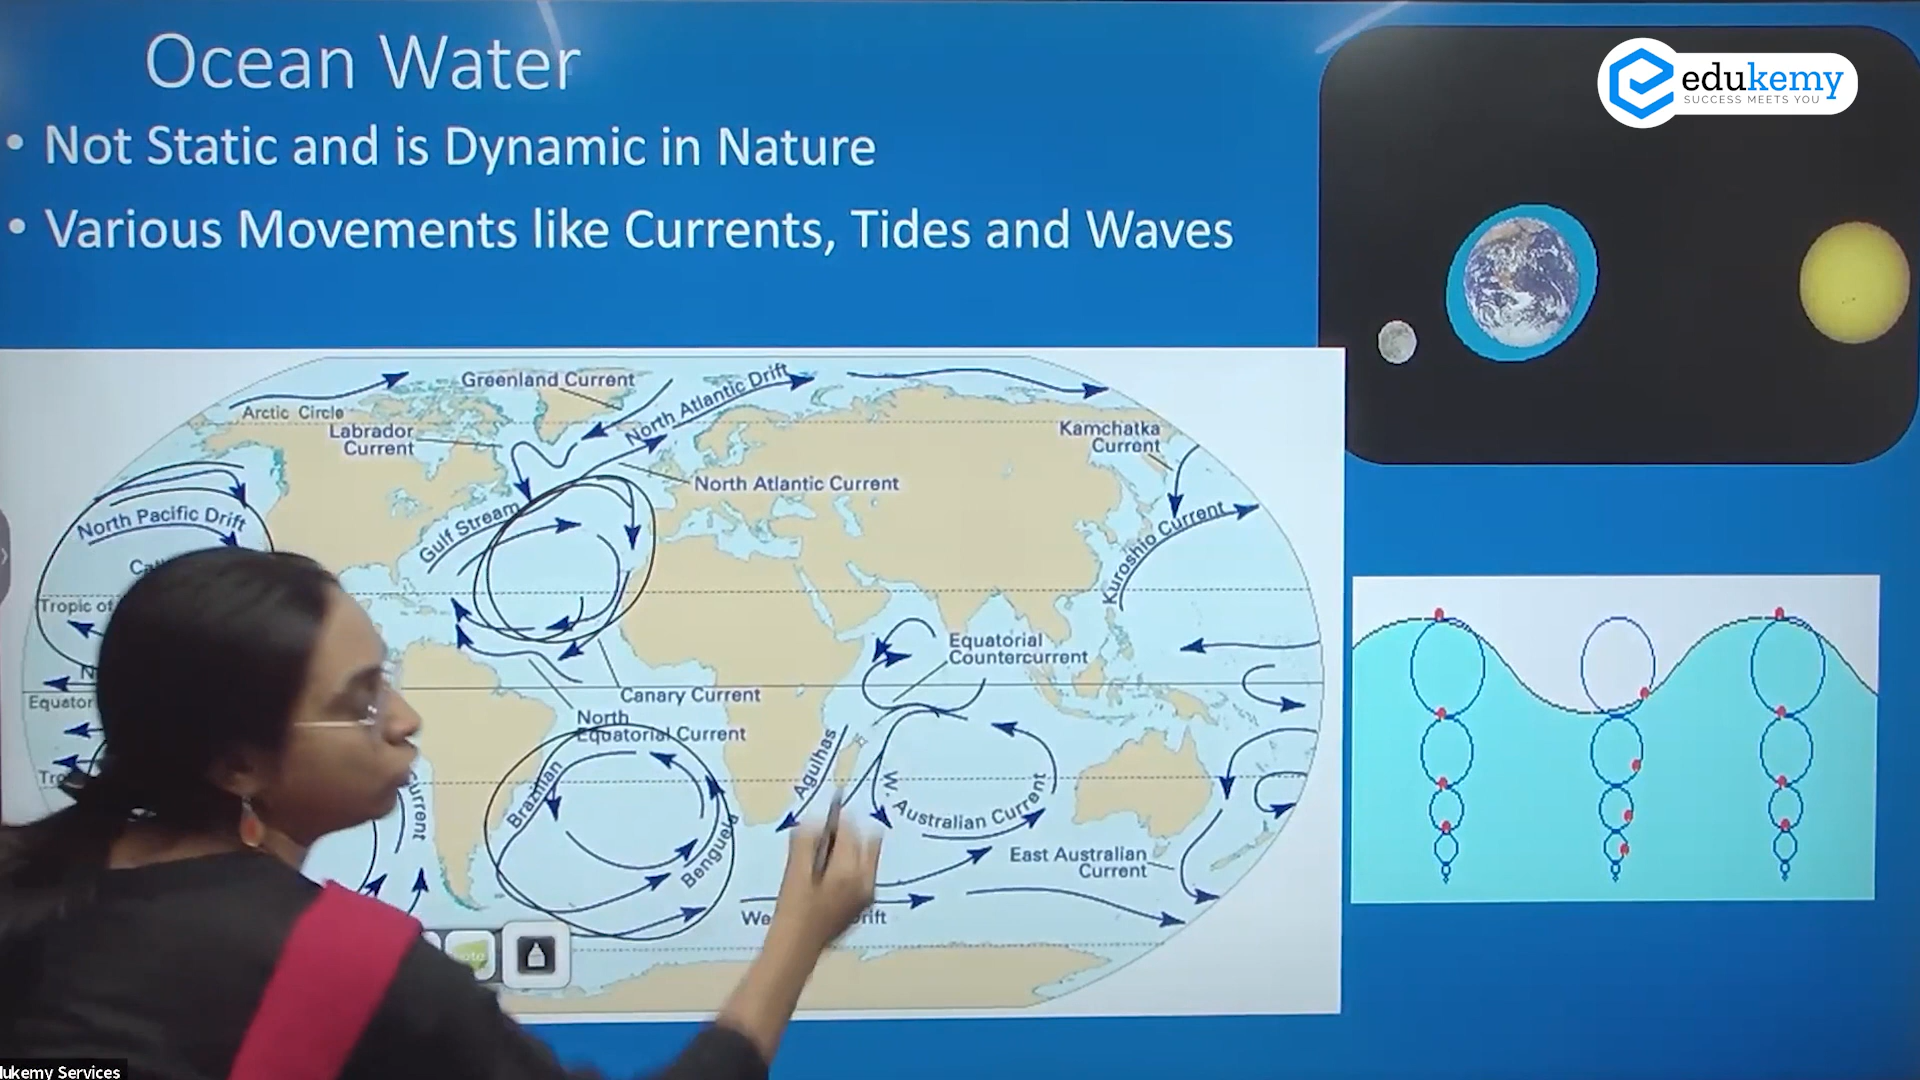 Ocean Water
• Not Static and is Dynamic in Nature
• Various Movements like Currents, Tides and Waves
edukemy
SUCCESS MEETS YOU
Greenland Current
North Atlantic Drift
Arctic Circle
Labrador
Current
Kamchatka
Current
North Atlantic Current
North Pacific Drift
Gulf Stream
Kuroshio Current
Tropic of
Equatorial
Countercurrent
Equator
Canary Current
North
Equatorial Current
Brazilian
Benguela
Agulhas
W. Australian Current
Current
East Australian
Current